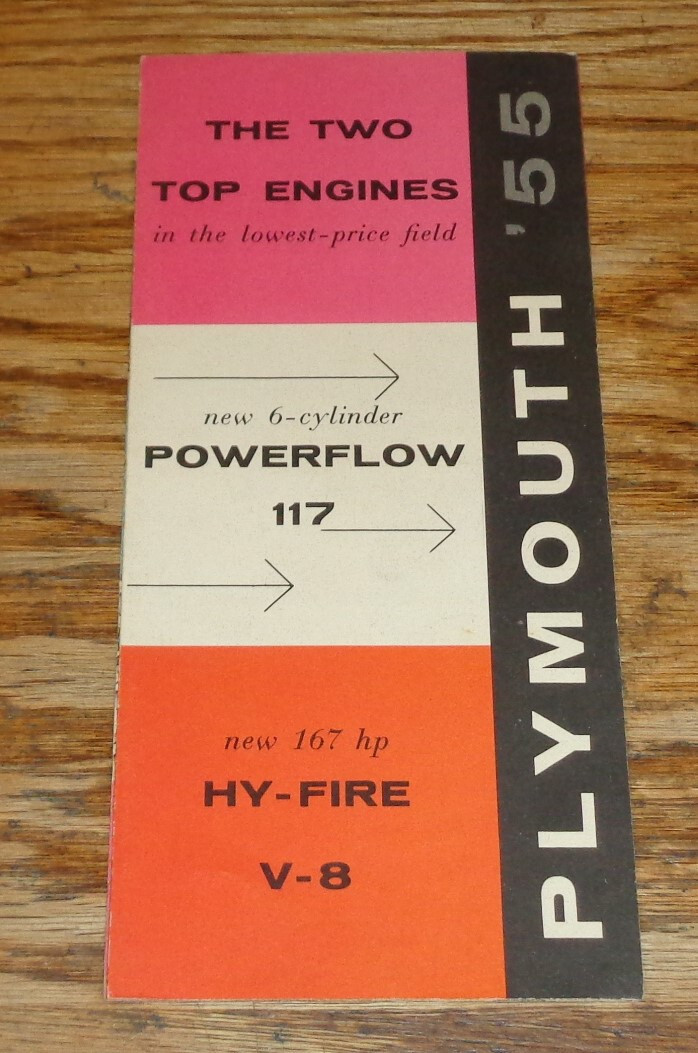 THE TWO
TOP ENGINES
in the lowest-price field
new 6-cylinder
POWERFLOW
117
new 167 hp
HY-FIRE
V-8
PLYMOUTH '55